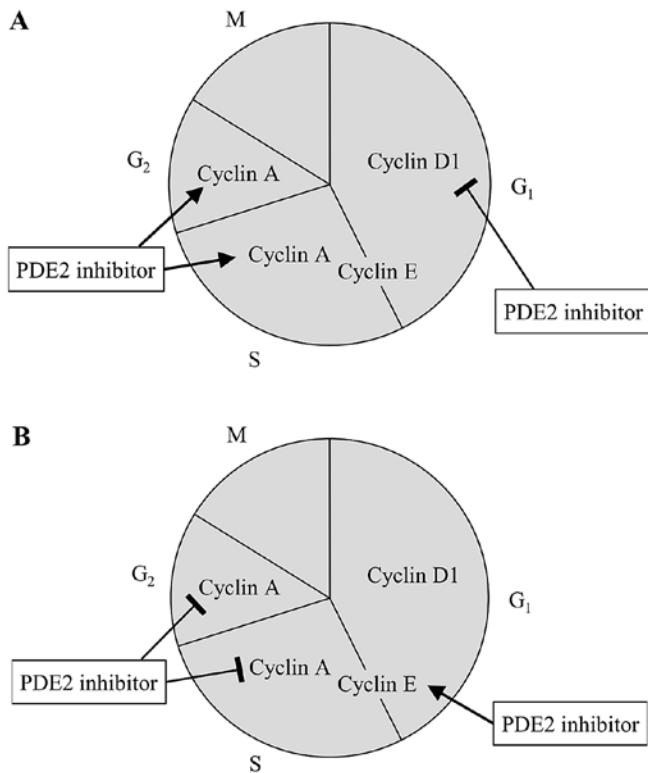 A
M
G₂
Cyclin A
Cyclin D1
G₁
PDE2 inhibitor
Cyclin A
Cyclin E
PDE2 inhibitor
S
B
M
G₂
Cyclin A
Cyclin D1
G₁
PDE2 inhibitor
Cyclin A
Cyclin E
PDE2 inhibitor
S